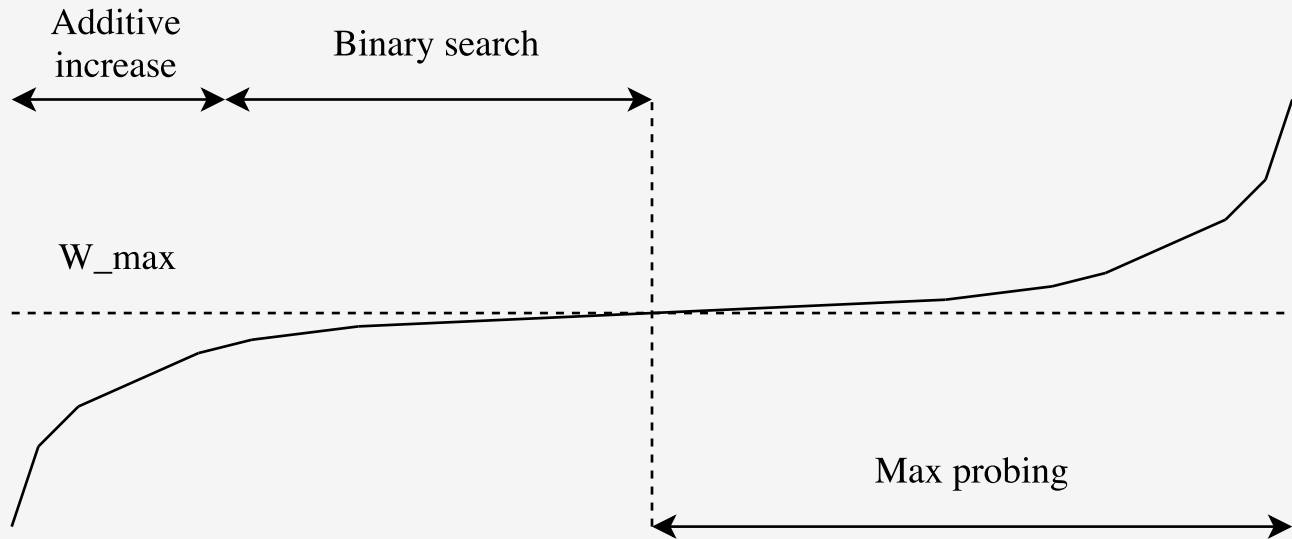 Additive
increase
Binary search
W_max
Max probing